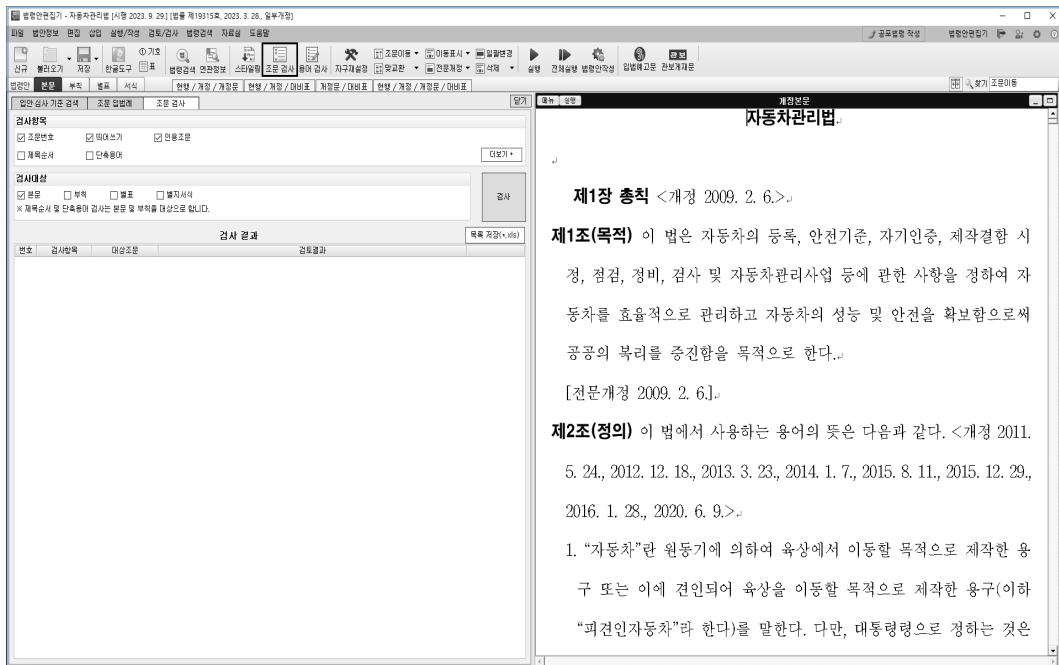 법령안편집기 - 자동차관리법 [시행 2023. 9. 29.] [법률 제19315호, 2023. 3. 28., 일부개정]
파일 법안정보 편집 삽입 실행/작성 검토/검사 법령검색 자료실 도움말
공포법령 작성 법령안편집기
신규 불러오기 저장 한글도구 기호 표 법령검색 연관정보 스타일링 조문 검사 용어 검사 자구재설정 조문이동 맞교환 이동표시 전문개정 일괄변경 삭제 실행 전체실행 법령안작성 입법예고문 관보게재문
관보
법령안 본문 부칙 별표 서식 현행 / 개정 / 개정문 현행 / 개정 / 대비표 개정문 / 대비표 현행 / 개정 / 개정문 / 대비표 찾기 조문이동
입안·심사 기준 검색 조문 입법례 조문 검사 닫기
검사항목
조문번호 띄어쓰기 인용조문
제목순서 단축용어 더보기 +
검사대상
본문 부칙 별표 별지서식 검사
※ 제목순서 및 단축용어 검사는 본문 및 부칙을 대상으로 합니다.
검사 결과 목록 저장(*.xls)
번호 검사항목 대상조문 검토결과
메뉴 설명 개정본문
자동차관리법
제1장 총칙 <개정 2009. 2. 6.>
제1조(목적) 이 법은 자동차의 등록, 안전기준, 자기인증, 제작결함 시
정, 점검, 정비, 검사 및 자동차관리사업 등에 관한 사항을 정하여 자
동차를 효율적으로 관리하고 자동차의 성능 및 안전을 확보함으로써
공공의 복리를 증진함을 목적으로 한다.
[전문개정 2009. 2. 6.]
제2조(정의) 이 법에서 사용하는 용어의 뜻은 다음과 같다. <개정 2011.
5. 24., 2012. 12. 18., 2013. 3. 23., 2014. 1. 7., 2015. 8. 11., 2015. 12. 29.,
2016. 1. 28., 2020. 6. 9.>
1. “자동차”란 원동기에 의하여 육상에서 이동할 목적으로 제작한 용
구 또는 이에 견인되어 육상을 이동할 목적으로 제작한 용구(이하
“피견인자동차”라 한다)를 말한다. 다만, 대통령령으로 정하는 것은